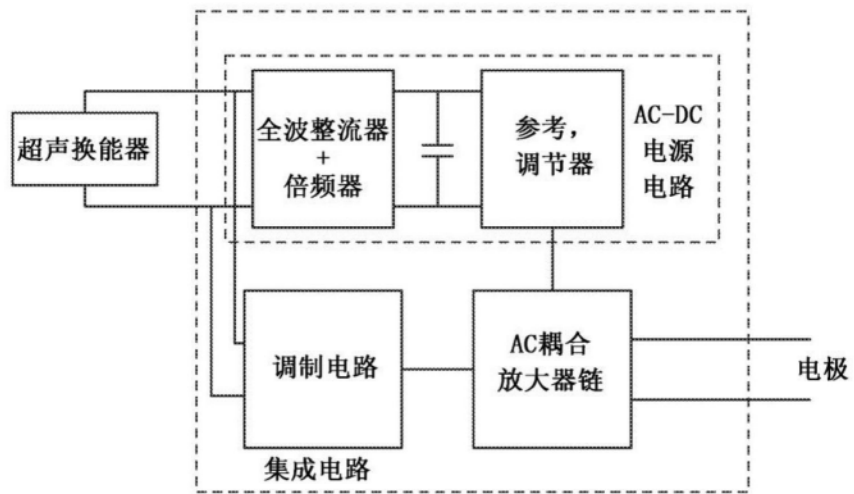 超声换能器
全波整流器
+
倍频器
参考，
调节器
AC-DC
电源
电路
调制电路
AC耦合
放大器链
电极
集成电路